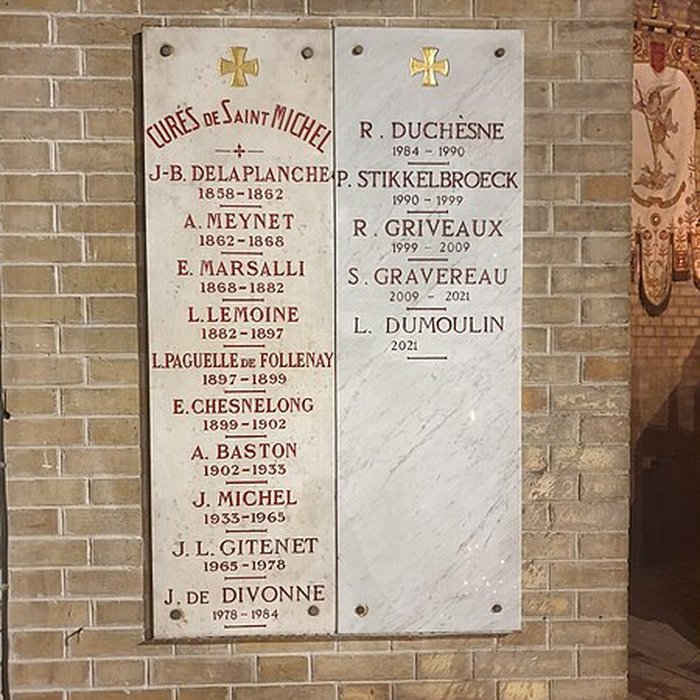 CURÉS DE SAINT MICHEL
J-B. DELAPLANCHE
1858-1862
A. MEYNET
1862-1868
E. MARSALLI
1868-1882
L. LEMOINE
1882-1897
L. PAGUELLE DE FOLLENAY
1897-1899
E. CHESNELONG
1899-1902
A. BASTON
1902-1933
J. MICHEL
1933-1965
J. L. GITENET
1965-1978
J. DE DIVONNE
1978-1984
R. DUCHÈSNE
1984 - 1990
P. STIKKELBROECK
1990 - 1999
R. GRIVEAUX
1999 - 2009
S. GRAVEREAU
2009 - 2021
L. DUMOULIN
2021